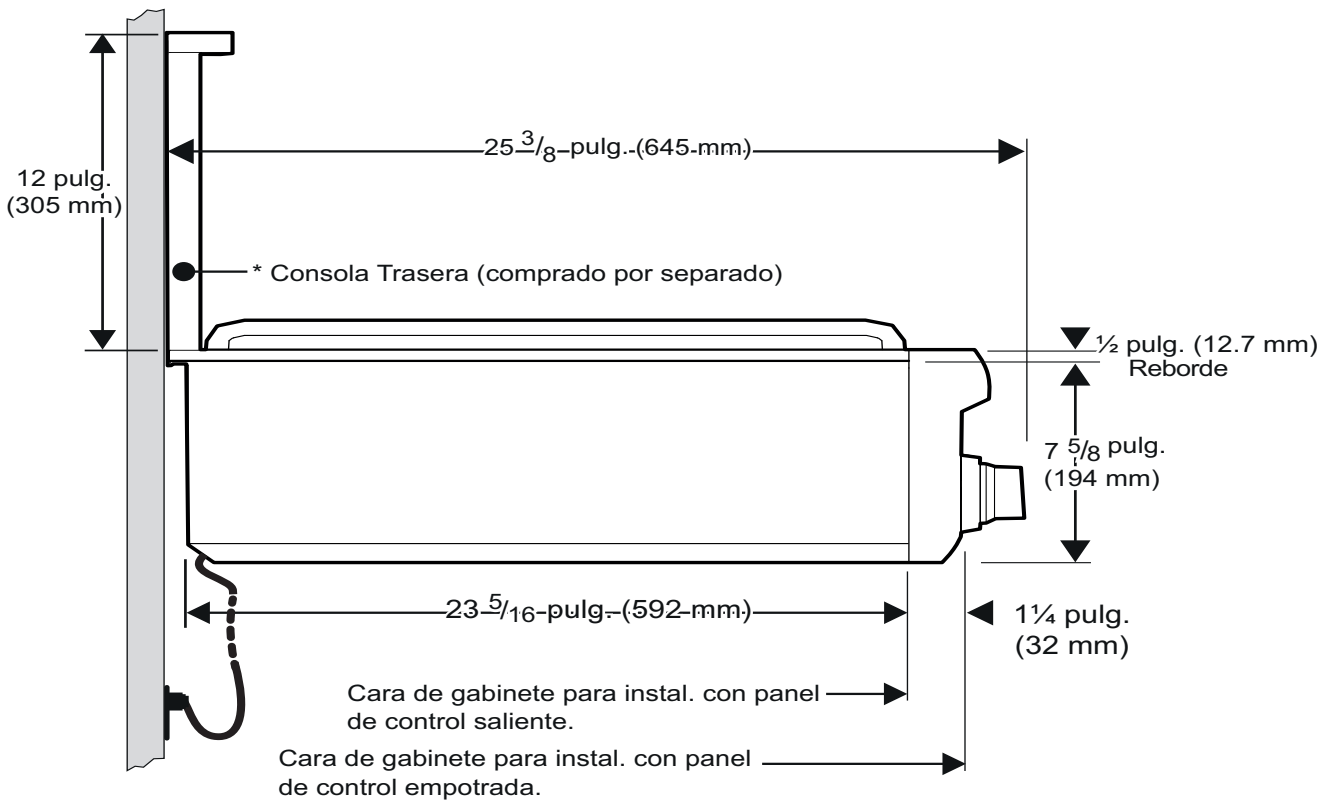 25 3/8 pulg. (645 mm)
12 pulg.
(305 mm)
* Consola Trasera (comprado por separado)
½ pulg. (12.7 mm)
Reborde
7 5/8 pulg.
(194 mm)
23 5/16 pulg. (592 mm)
1¼ pulg.
(32 mm)
Cara de gabinete para instal. con panel
de control saliente.
Cara de gabinete para instal. con panel
de control empotrada.